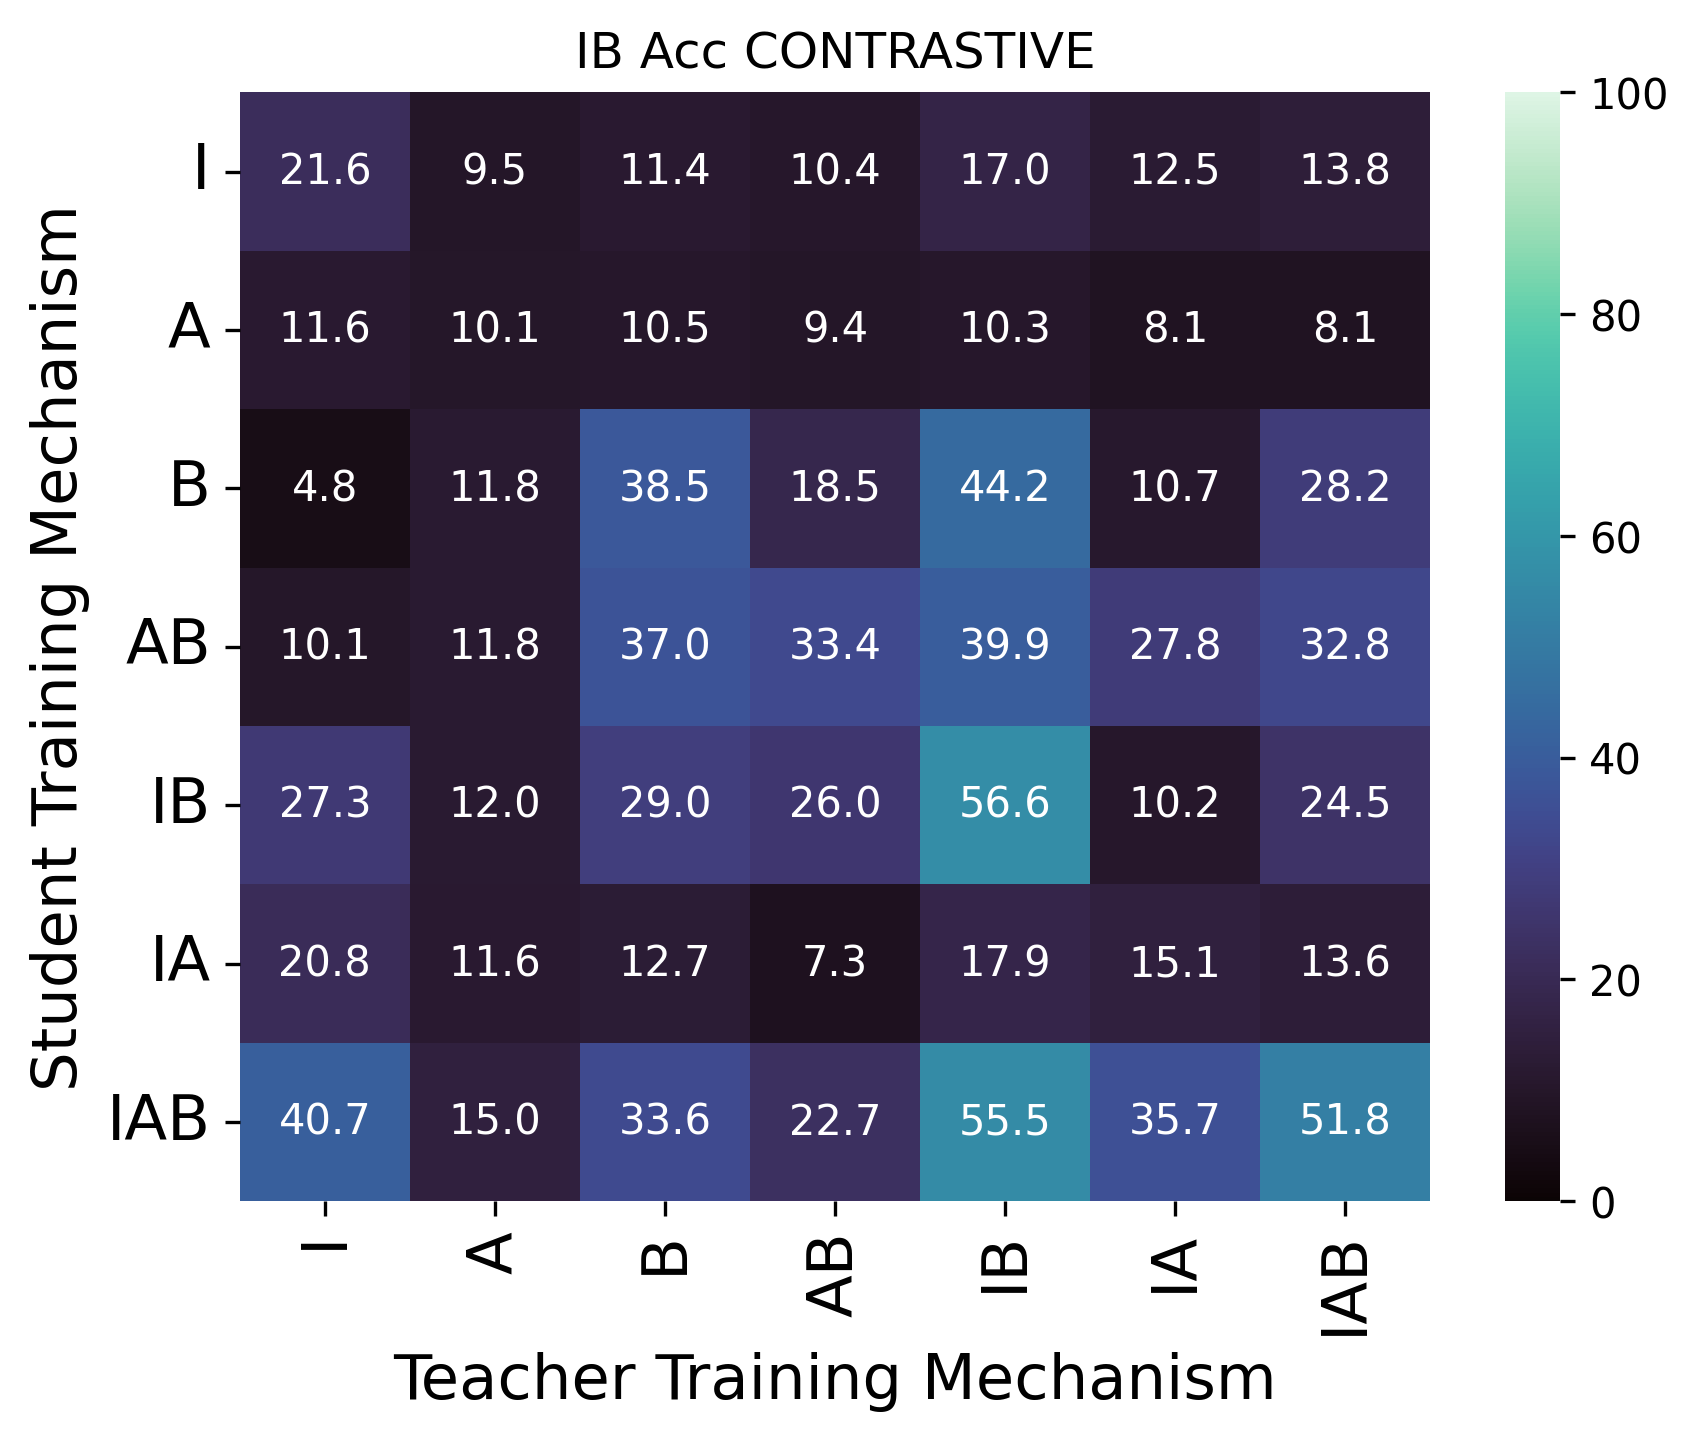 IB Acc CONTRASTIVE
Student Training Mechanism
I 21.6 9.5 11.4 10.4 17.0 12.5 13.8
A 11.6 10.1 10.5 9.4 10.3 8.1 8.1
B 4.8 11.8 38.5 18.5 44.2 10.7 28.2
AB 10.1 11.8 37.0 33.4 39.9 27.8 32.8
IB 27.3 12.0 29.0 26.0 56.6 10.2 24.5
IA 20.8 11.6 12.7 7.3 17.9 15.1 13.6
IAB 40.7 15.0 33.6 22.7 55.5 35.7 51.8
I A B AB IB IA IAB
Teacher Training Mechanism
100
80
60
40
20
0